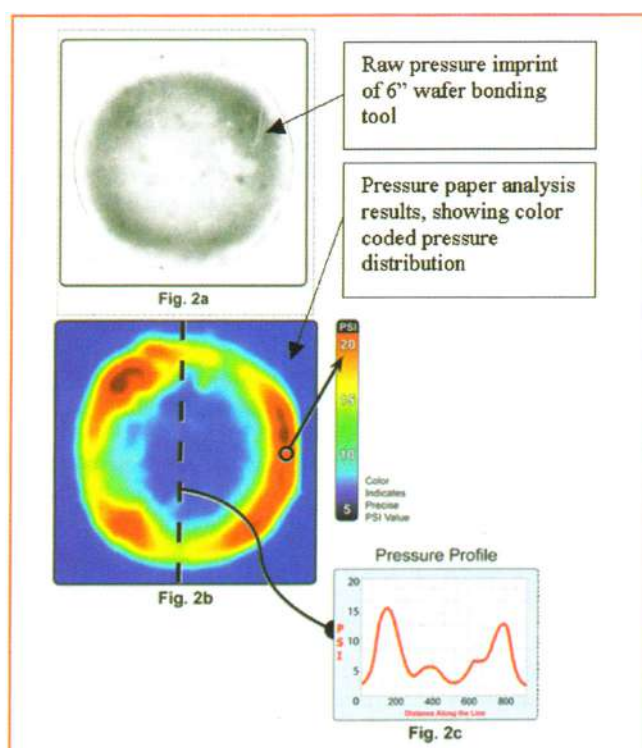 Raw pressure imprint
of 6” wafer bonding
tool
Pressure paper analysis
results, showing color
coded pressure
distribution
Fig. 2a
PSI
20
15
10
5
Color
Indicates
Precise
PSI Value
Fig. 2b
Pressure Profile
20
15
10
5
0
PSI
200
400
600
800
Distance Along the Line
Fig. 2c